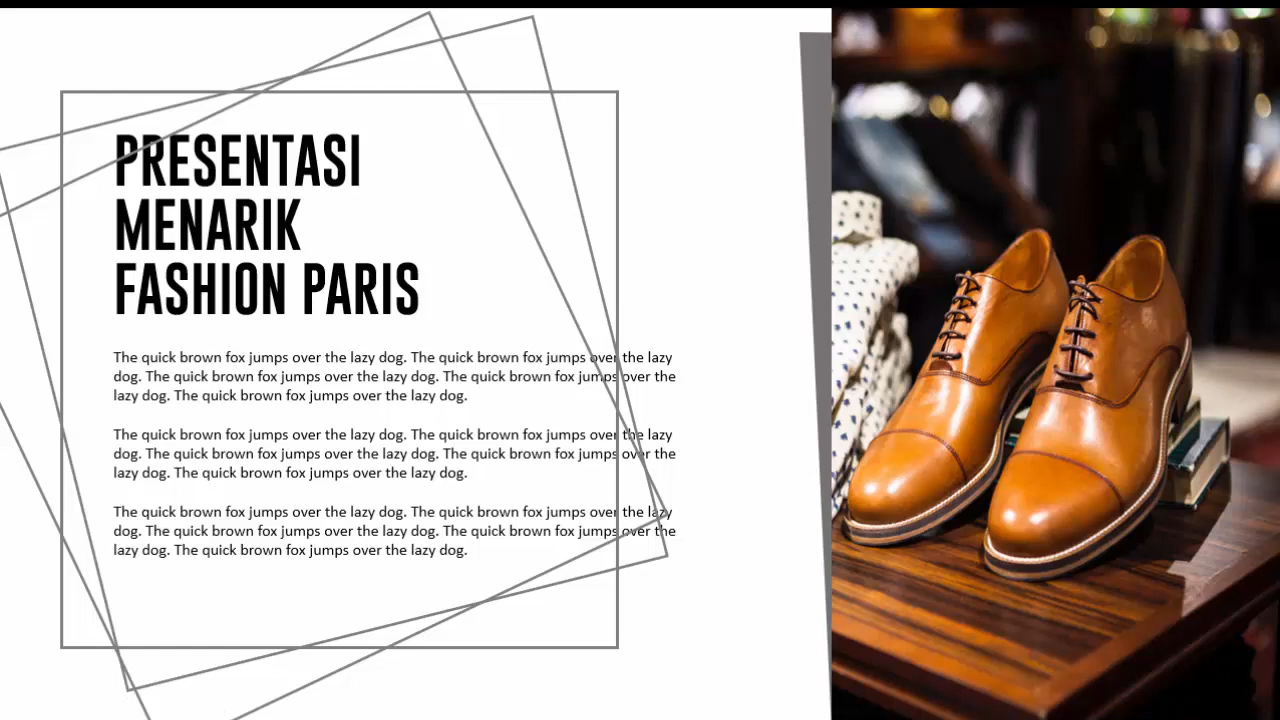 PRESENTASI
MENARIK
FASHION PARIS
The quick brown fox jumps over the lazy dog. The quick brown fox jumps over the lazy
dog. The quick brown fox jumps over the lazy dog. The quick brown fox jumps over the
lazy dog. The quick brown fox jumps over the lazy dog.
The quick brown fox jumps over the lazy dog. The quick brown fox jumps over the lazy
dog. The quick brown fox jumps over the lazy dog. The quick brown fox jumps over the
lazy dog. The quick brown fox jumps over the lazy dog.
The quick brown fox jumps over the lazy dog. The quick brown fox jumps over the lazy
dog. The quick brown fox jumps over the lazy dog. The quick brown fox jumps over the
lazy dog. The quick brown fox jumps over the lazy dog.